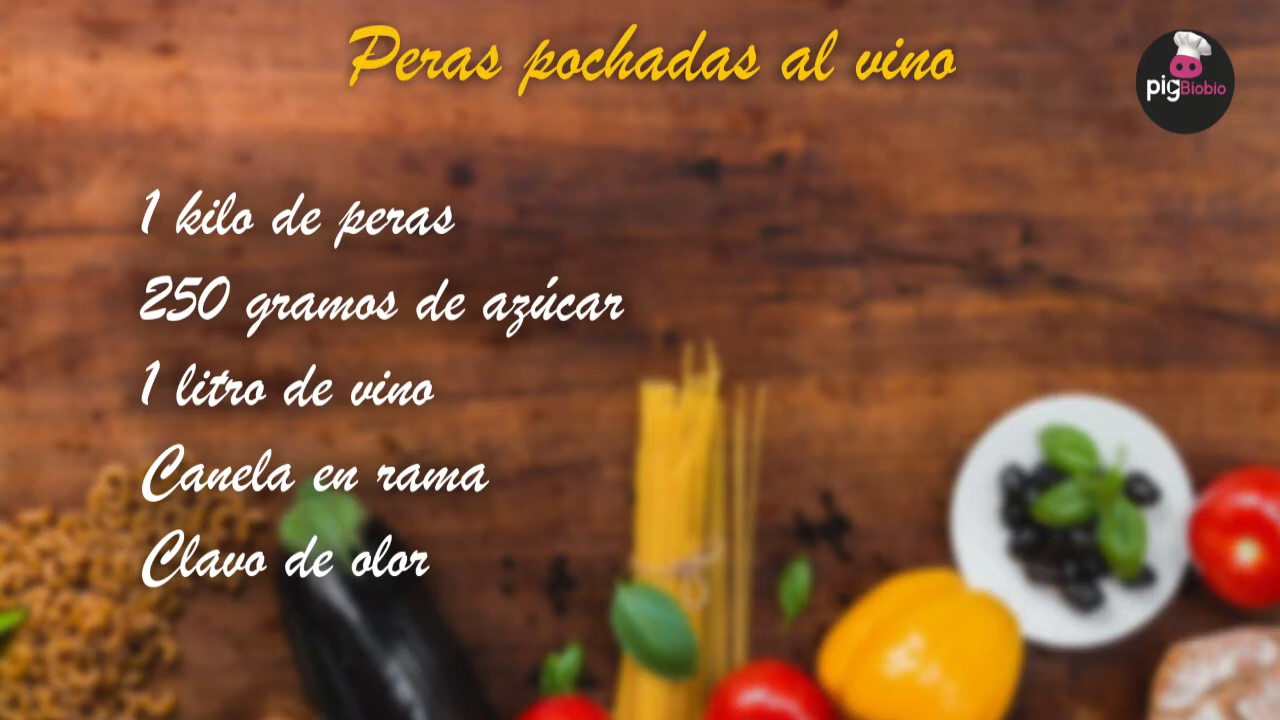 Peras pochadas al vino
pigBiobio
1 kilo de peras
250 gramos de azúcar
1 litro de vino
Canela en rama
Clavo de olor